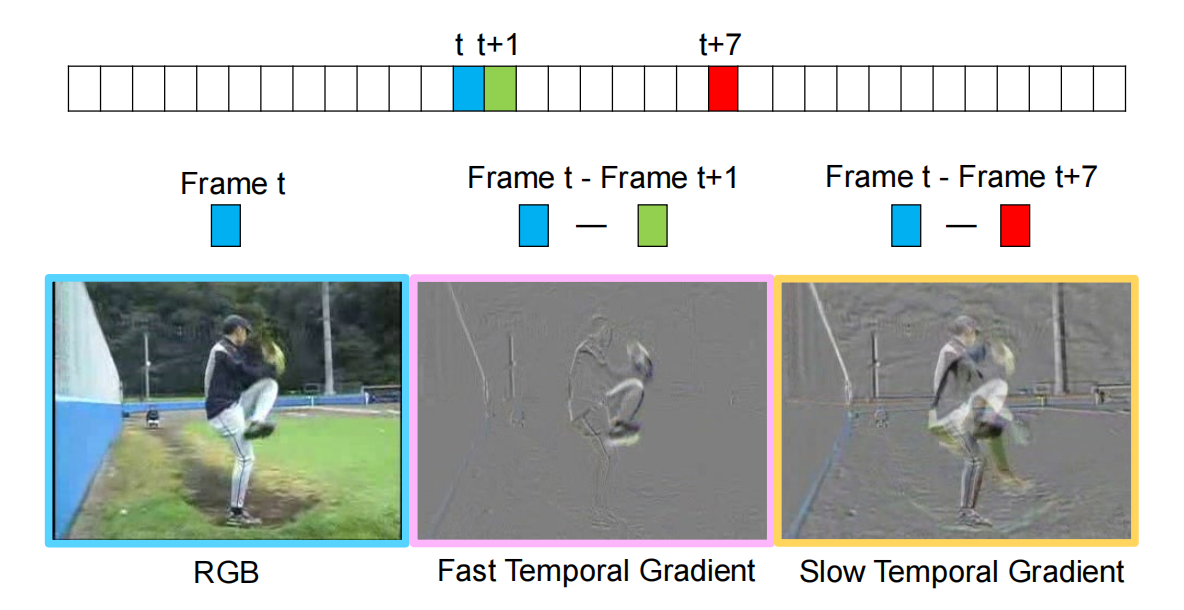 t t+1 t+7
Frame t
Frame t - Frame t+1
Frame t - Frame t+7
RGB
Fast Temporal Gradient
Slow Temporal Gradient